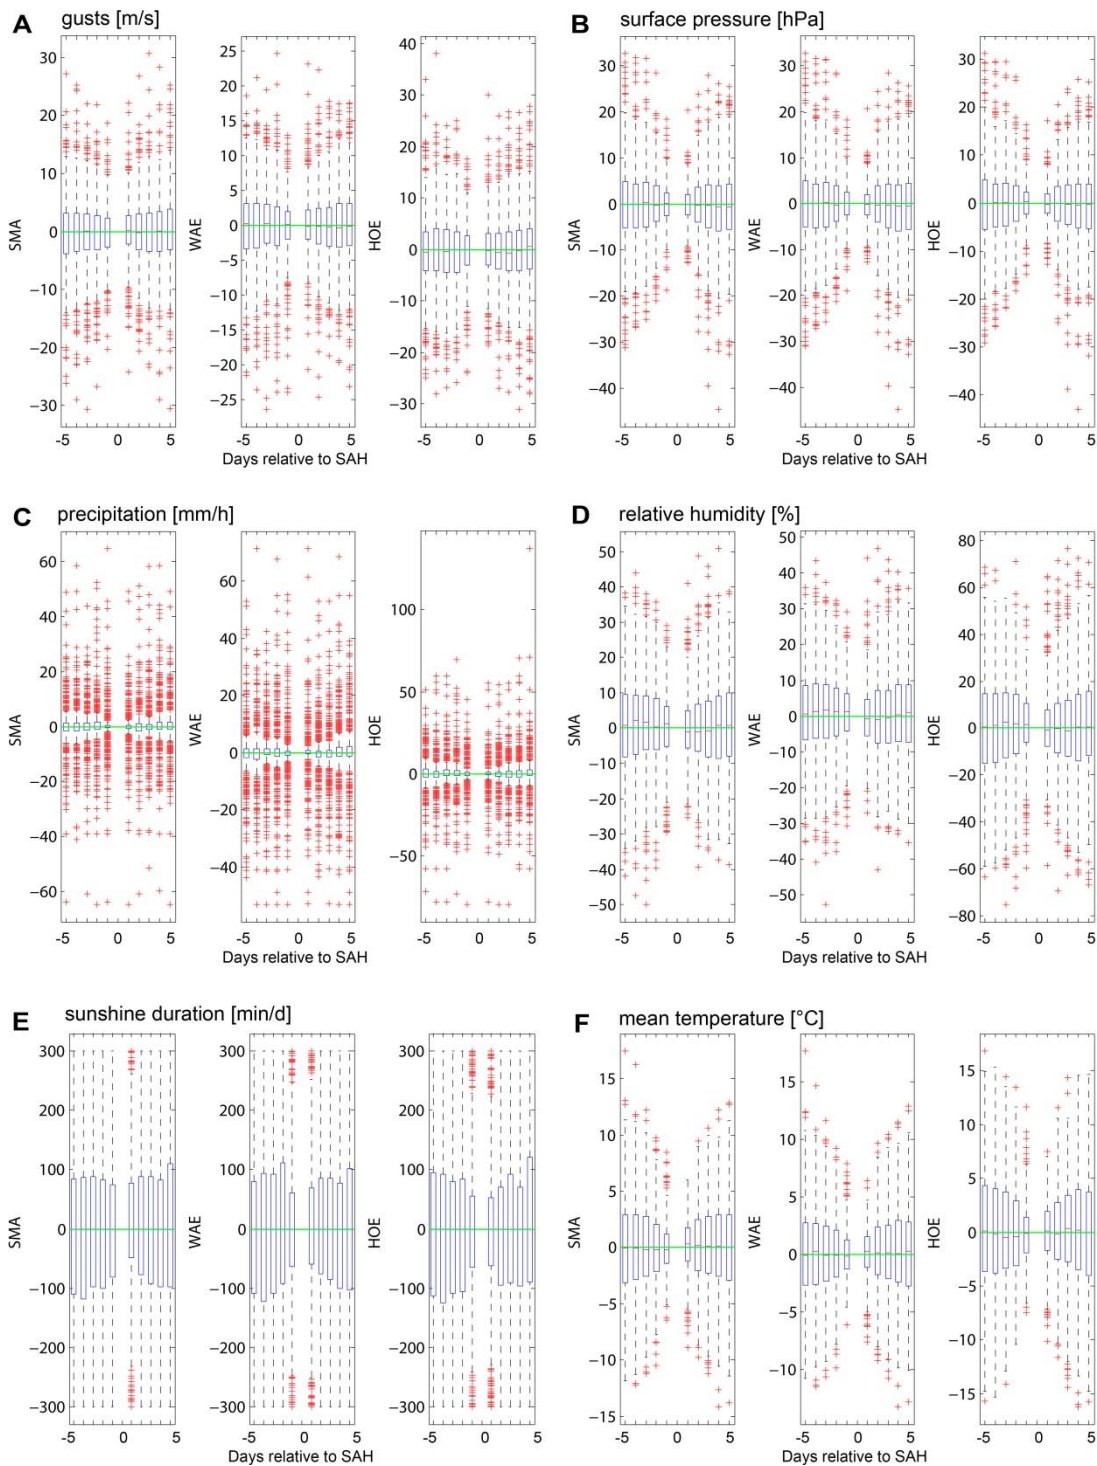 A gusts [m/s]
SMA
30
20
10
0
−10
−20
−30
-5 0 5
WAE
25
20
15
10
5
0
−5
−10
−15
−20
−25
-5 0 5
HOE
40
30
20
10
0
−10
−20
−30
-5 0 5
Days relative to SAH
B surface pressure [hPa]
SMA
30
20
10
0
−10
−20
−30
−40
-5 0 5
WAE
30
20
10
0
−10
−20
−30
−40
-5 0 5
HOE
30
20
10
0
−10
−20
−30
−40
-5 0 5
Days relative to SAH
C precipitation [mm/h]
SMA
60
40
20
0
−20
−40
−60
-5 0 5
WAE
60
40
20
0
−20
−40
-5 0 5
HOE
100
50
0
−50
-5 0 5
Days relative to SAH
D relative humidity [%]
SMA
50
40
30
20
10
0
−10
−20
−30
−40
−50
-5 0 5
WAE
50
40
30
20
10
0
−10
−20
−30
−40
−50
-5 0 5
HOE
80
60
40
20
0
−20
−40
−60
−80
-5 0 5
Days relative to SAH
E sunshine duration [min/d]
SMA
300
200
100
0
−100
−200
−300
-5 0 5
WAE
300
200
100
0
−100
−200
−300
-5 0 5
HOE
300
200
100
0
−100
−200
−300
-5 0 5
Days relative to SAH
F mean temperature [°C]
SMA
15
10
5
0
−5
−10
−15
-5 0 5
WAE
15
10
5
0
−5
−10
-5 0 5
HOE
15
10
5
0
−5
−10
−15
-5 0 5
Days relative to SAH